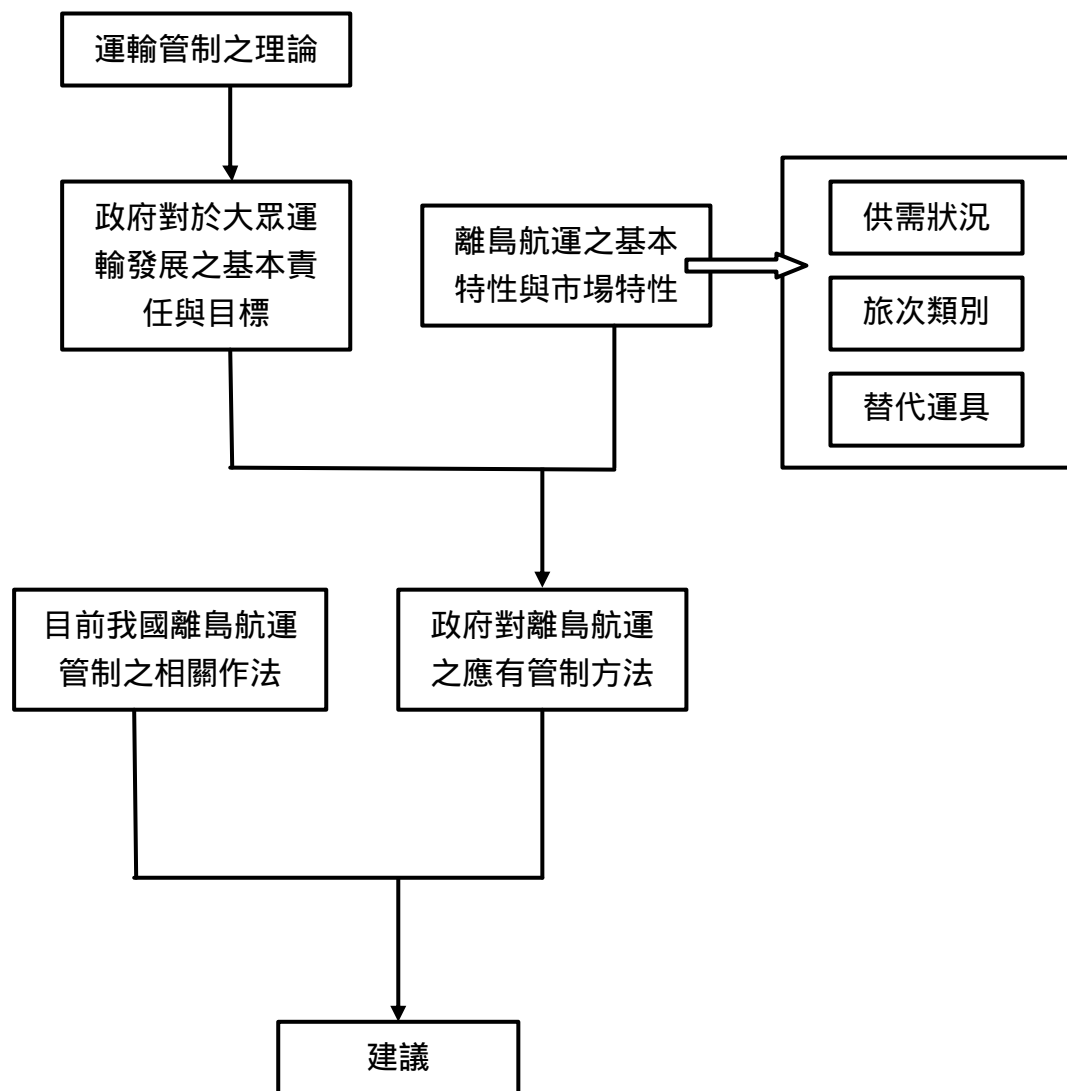 運輸管制之理論
政府對於大眾運
輸發展之基本責
任與目標
離島航運之基本
特性與市場特性
供需狀況
旅次類別
替代運具
目前我國離島航運
管制之相關作法
政府對離島航運
之應有管制方法
建議